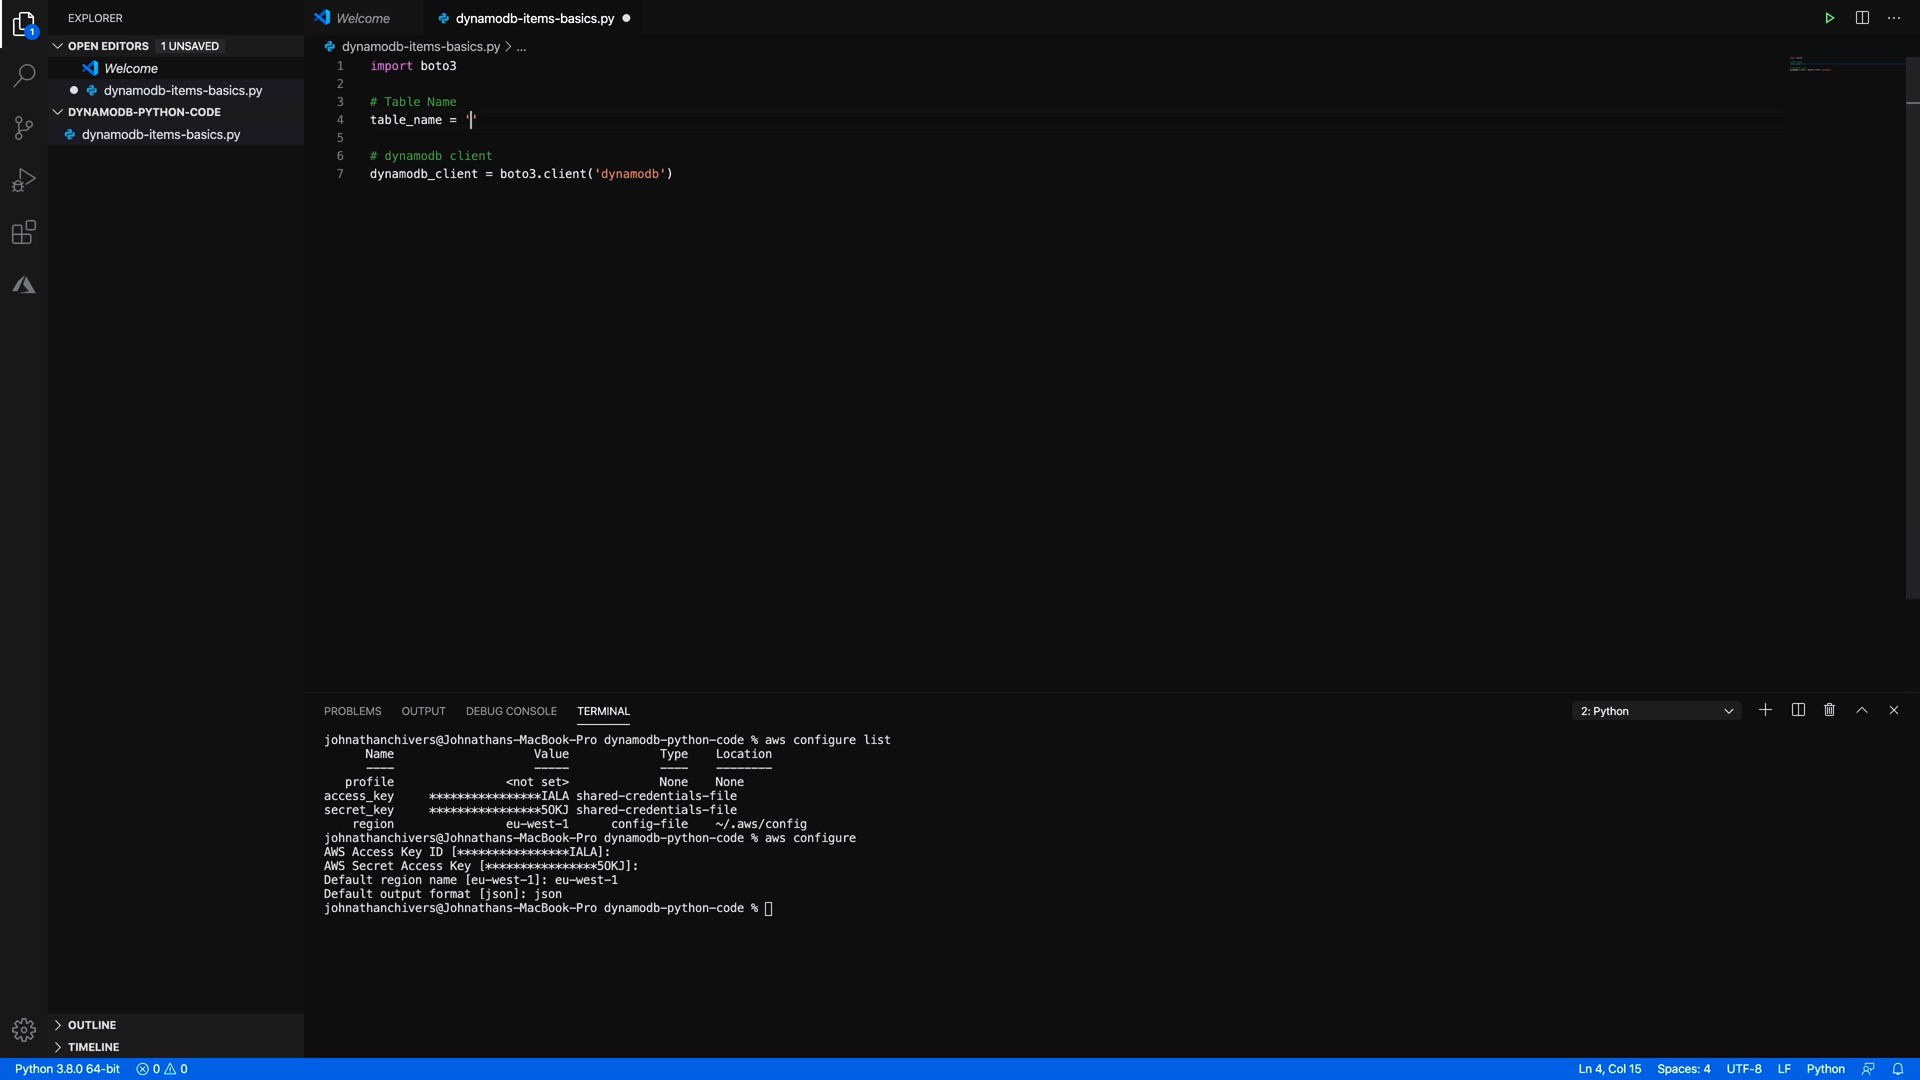 EXPLORER
Welcome
dynamodb-items-basics.py
1
OPEN EDITORS 1 UNSAVED
Welcome
dynamodb-items-basics.py
DYNAMODB-PYTHON-CODE
dynamodb-items-basics.py
dynamodb-items-basics.py > ...
1 import boto3
2
3 # Table Name
4 table_name = ''
5
6 # dynamodb client
7 dynamodb_client = boto3.client('dynamodb')
PROBLEMS OUTPUT DEBUG CONSOLE TERMINAL
2: Python
johnathanchivers@Johnathans-MacBook-Pro dynamodb-python-code % aws configure list
Name Value Type Location
---- ----- ---- --------
profile <not set> None None
access_key ****************IALA shared-credentials-file
secret_key ****************5OKJ shared-credentials-file
region eu-west-1 config-file ~/.aws/config
johnathanchivers@Johnathans-MacBook-Pro dynamodb-python-code % aws configure
AWS Access Key ID [****************IALA]:
AWS Secret Access Key [****************5OKJ]:
Default region name [eu-west-1]: eu-west-1
Default output format [json]: json
johnathanchivers@Johnathans-MacBook-Pro dynamodb-python-code %
OUTLINE
TIMELINE
Python 3.8.0 64-bit 0 0
Ln 4, Col 15 Spaces: 4 UTF-8 LF Python